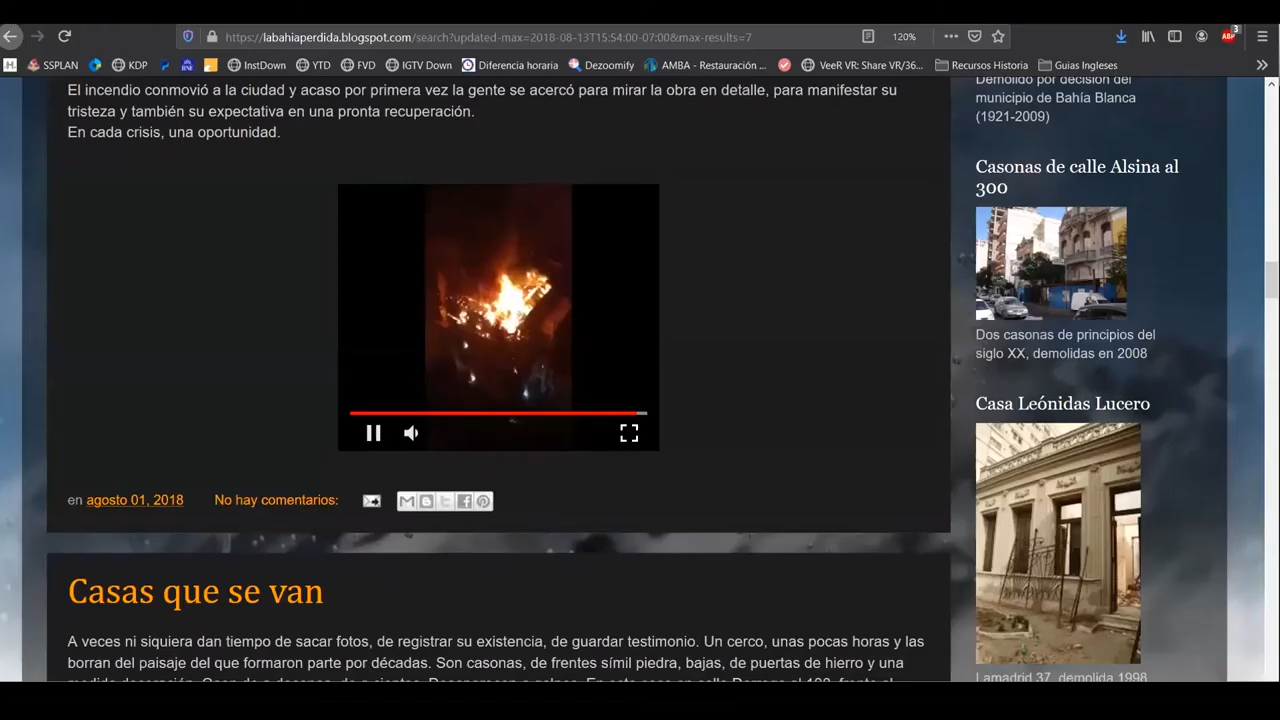 https://labahiaperdida.blogspot.com/search?updated-max=2018-08-13T15:54:00-07:00&max-results=7
120%
ABP
3
H.
SSPLAN
KDP
InstDown
YTD
FVD
IGTV Down
Diferencia horaria
Dezoomify
AMBA - Restauración ...
VeeR VR: Share VR/36...
Recursos Historia
Guias Ingleses
El incendio conmovió a la ciudad y acaso por primera vez la gente se acercó para mirar la obra en detalle, para manifestar su
tristeza y también su expectativa en una pronta recuperación.
En cada crisis, una oportunidad.
en agosto 01, 2018
No hay comentarios:
Casas que se van
A veces ni siquiera dan tiempo de sacar fotos, de registrar su existencia, de guardar testimonio. Un cerco, unas pocas horas y las
borran del paisaje del que formaron parte por décadas. Son casonas, de frentes símil piedra, bajas, de puertas de hierro y una
Demolido por decisión del
municipio de Bahía Blanca
(1921-2009)
Casonas de calle Alsina al
300
Dos casonas de principios del
siglo XX, demolidas en 2008
Casa Leónidas Lucero
Lamadrid 37, demolida 1998